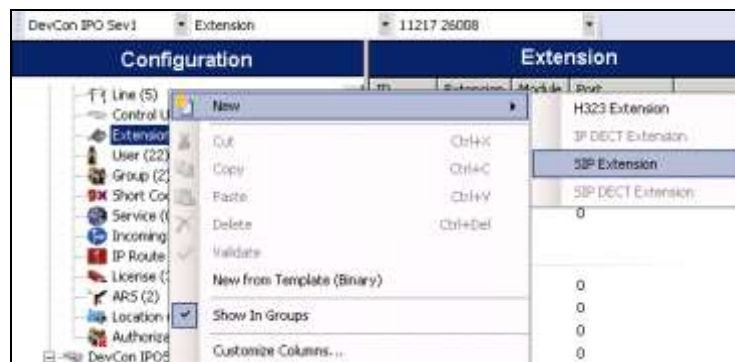 DevCon IPO Sev1 Extension 11217 26008
Configuration Extension
Line (5)
Control U
Extension
User (22)
Group (2)
Short Co
Service (
Incoming
IP Route
License (
ARS (2)
Location
Authoriz
DevCon IPOS
ID Extension Module Port
New
Cut Ctrl+X
Copy Ctrl+C
Paste Ctrl+V
Delete Ctrl+Del
Validate
New from Template (Binary)
Show In Groups
Customize Columns...
H323 Extension
IP DECT Extension
SIP Extension
SIP DECT Extension
0
0
0
0
0